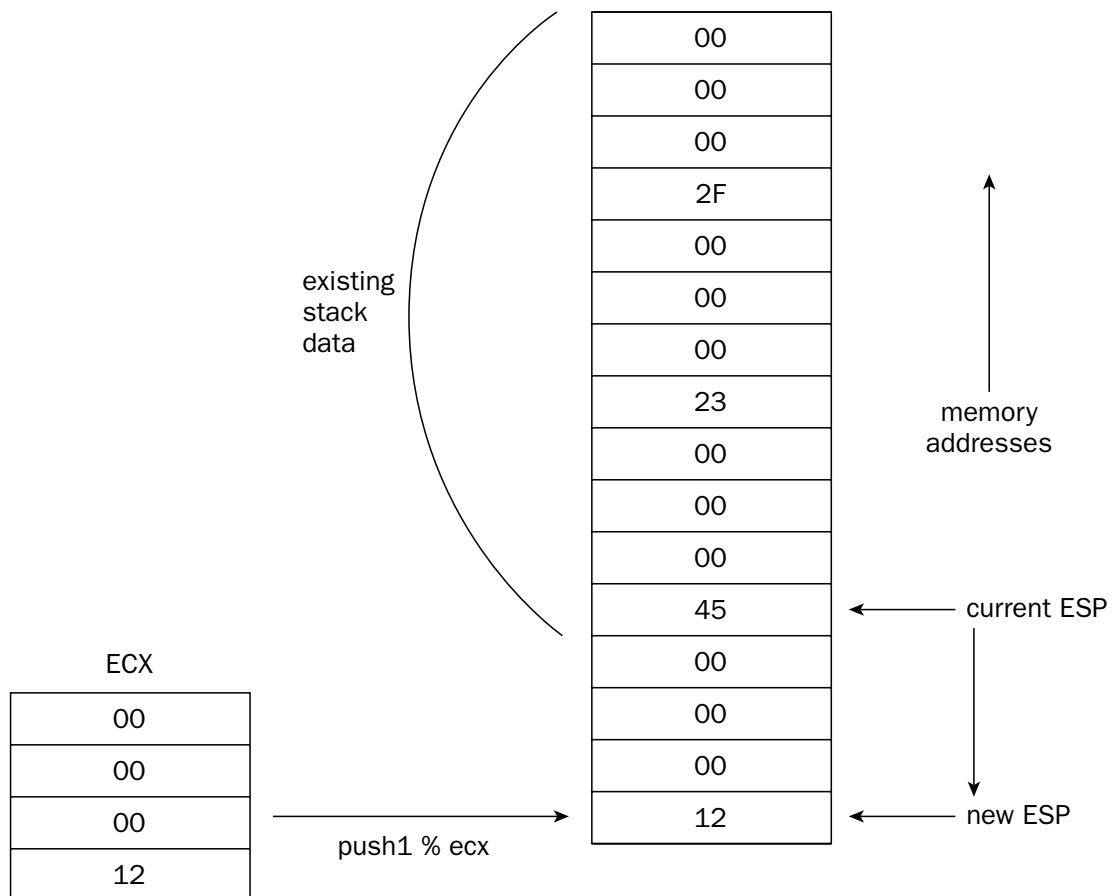 00
00
00
2F
00
00
00
23
00
00
00
45
00
00
00
12
existing
stack
data
memory
addresses
current ESP
new ESP
ECX
00
00
00
12
push1 % ecx